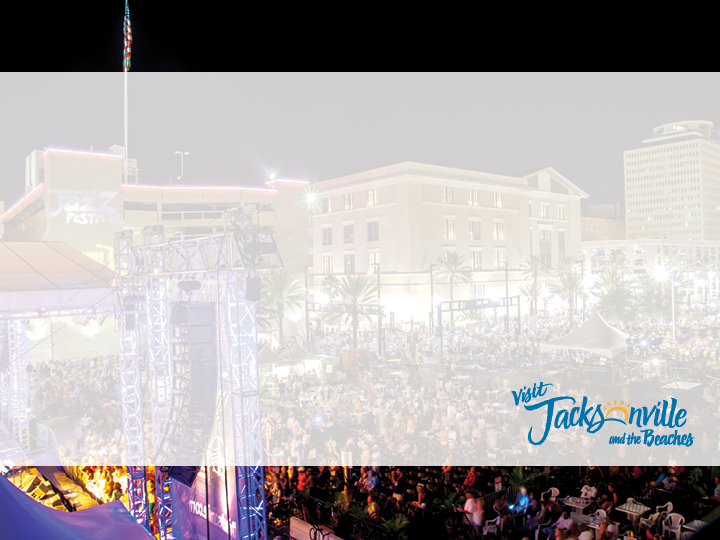 JAZZ
FESTIVAL
Visit
Jacksonville
and the Beaches